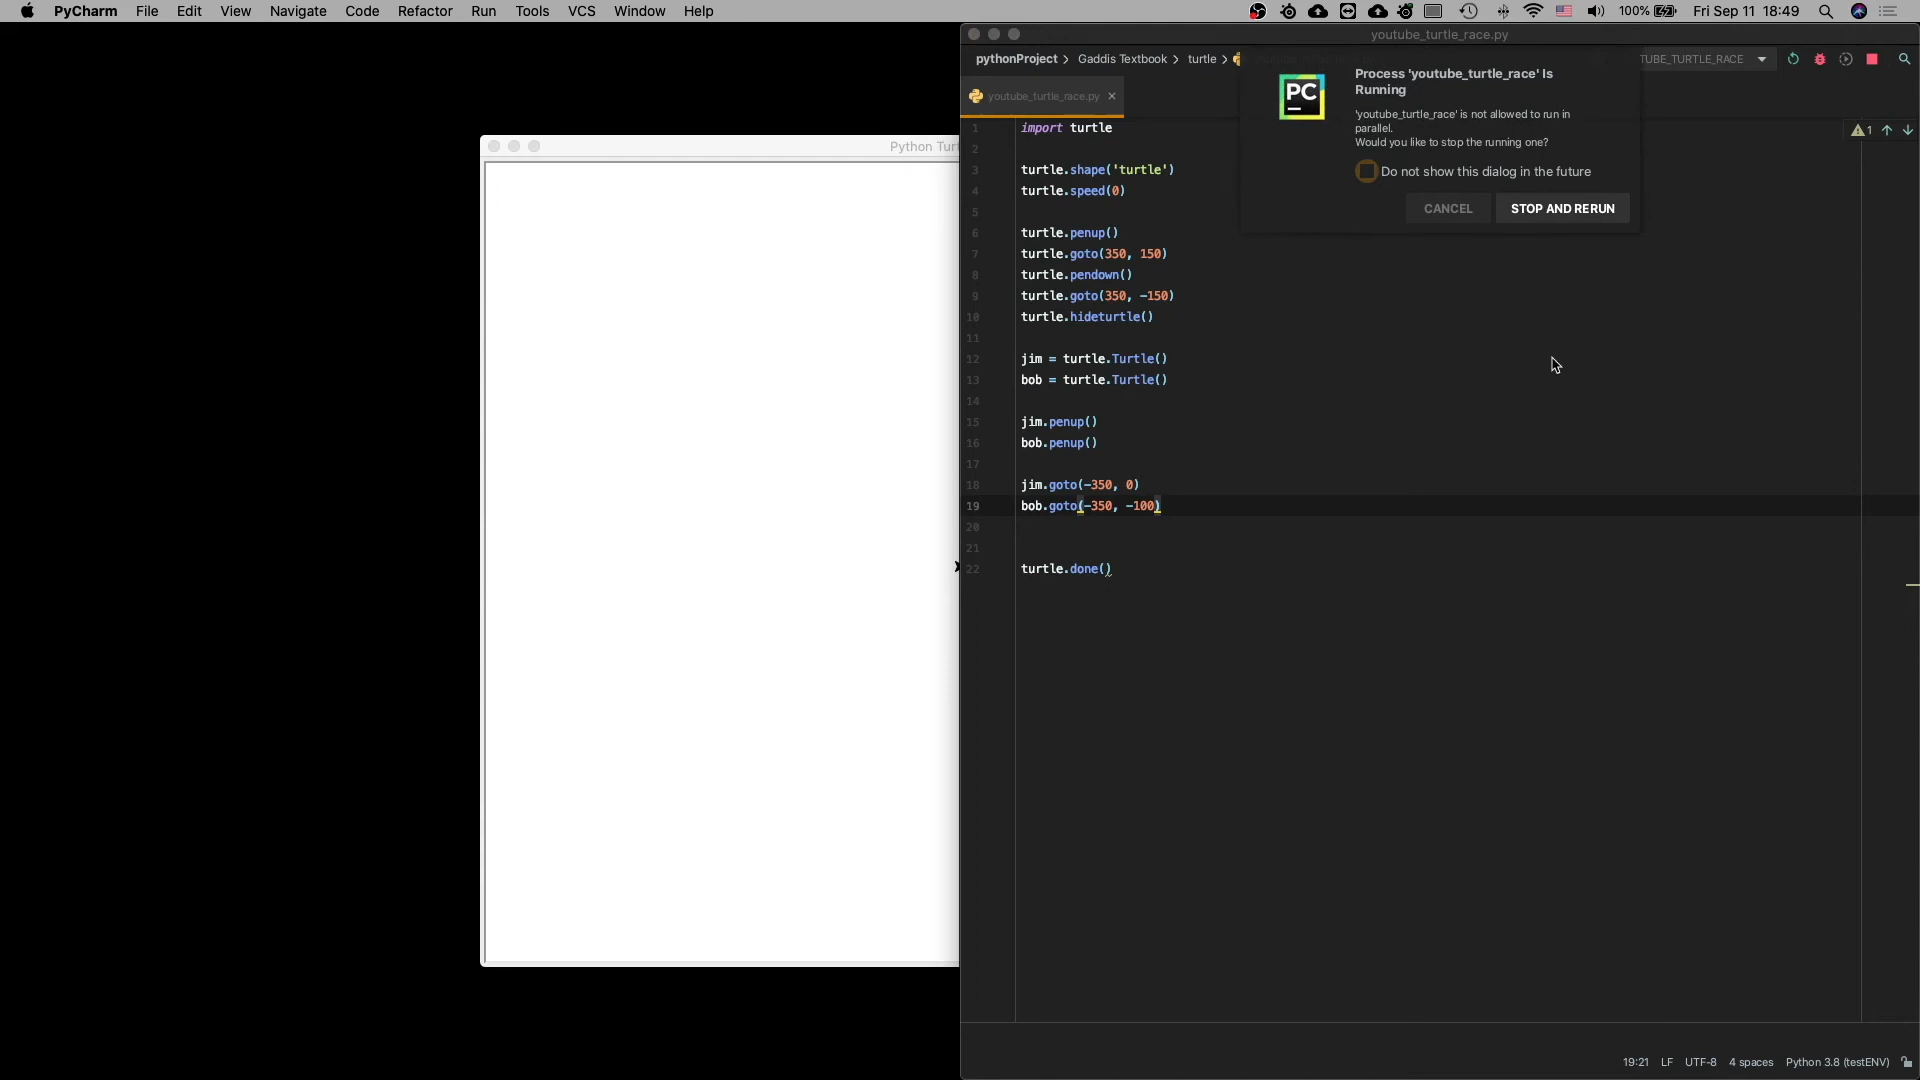 PyCharm File Edit View Navigate Code Refactor Run Tools VCS Window Help
100% Fri Sep 11 18:49
youtube_turtle_race.py
pythonProject Gaddis Textbook turtle
TUBE_TURTLE_RACE
youtube_turtle_race.py
PC
Process 'youtube_turtle_race' Is
Running
'youtube_turtle_race' is not allowed to run in
parallel.
Would you like to stop the running one?
Do not show this dialog in the future
CANCEL STOP AND RERUN
1
Python Turt
1 import turtle
2
3 turtle.shape('turtle')
4 turtle.speed(0)
5
6 turtle.penup()
7 turtle.goto(350, 150)
8 turtle.pendown()
9 turtle.goto(350, -150)
10 turtle.hideturtle()
11
12 jim = turtle.Turtle()
13 bob = turtle.Turtle()
14
15 jim.penup()
16 bob.penup()
17
18 jim.goto(-350, 0)
19 bob.goto(-350, -100)
20
21
22 turtle.done()
19:21 LF UTF-8 4 spaces Python 3.8 (testENV)